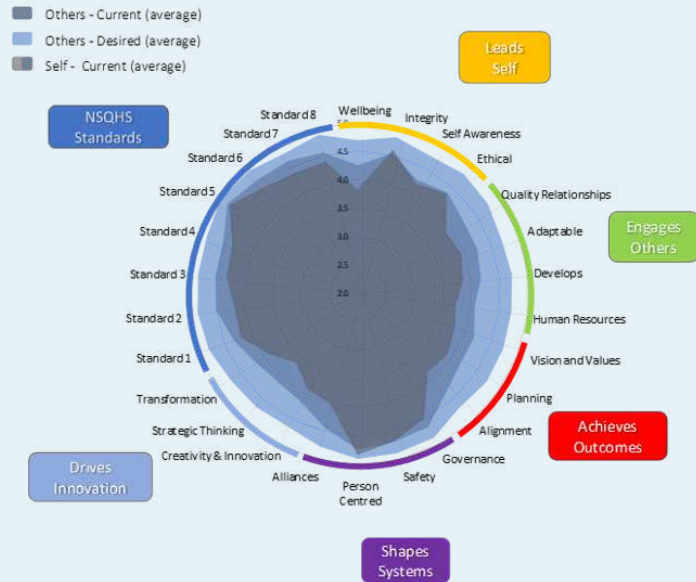 Others - Current (average)
Others - Desired (average)
Self - Current (average)
Leads
Self
NSQHS
Standards
Engages
Others
Achieves
Outcomes
Shapes
Systems
Drives
Innovation
Wellbeing
Integrity
Self Awareness
Ethical
Quality Relationships
Adaptable
Develops
Human Resources
Vision and Values
Planning
Alignment
Governance
Safety
Person
Centred
Alliances
Creativity & Innovation
Strategic Thinking
Transformation
Standard 1
Standard 2
Standard 3
Standard 4
Standard 5
Standard 6
Standard 7
Standard 8
5.0
4.5
4.0
3.5
3.0
2.5
2.0